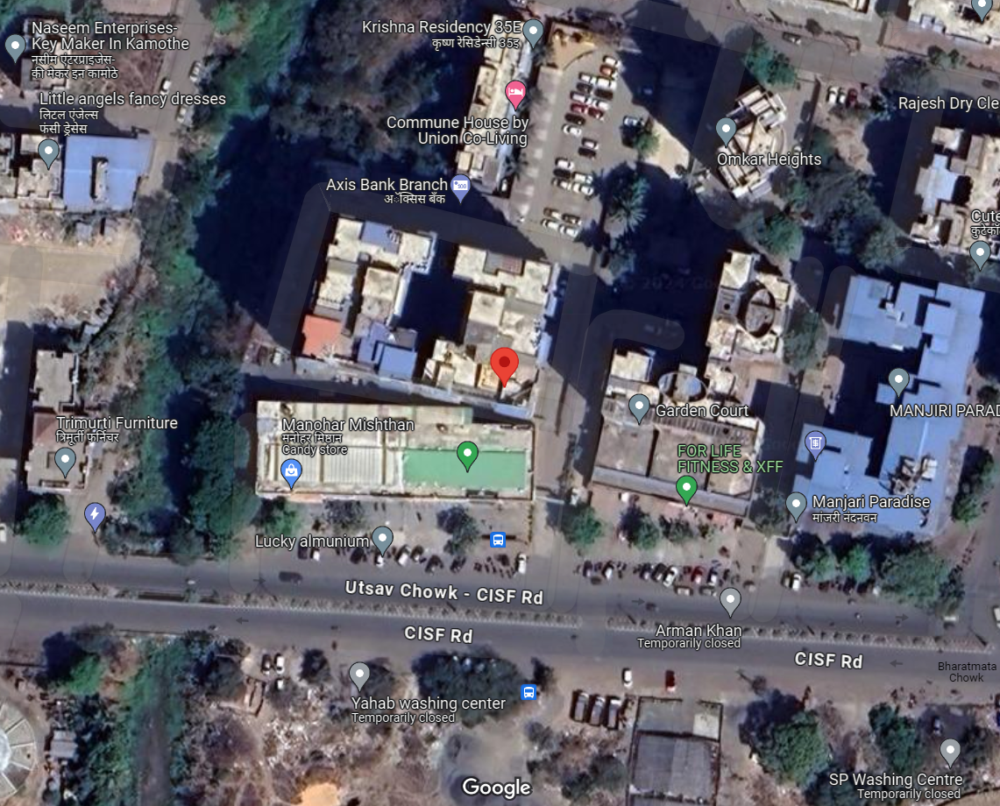 Krishna Residency 35E
कृष्ण रेसिडेन्सी 35इ
Naseem Enterprises-
Key Maker In Kamothe
नसीम एंटरप्राइजेस-
की मेकर इन कामोठे
Little angels fancy dresses
लिटल एंजेल्स
फंसी ड्रेसेस
Rajesh Dry Cle
Commune House by
Union Co-Living
Omkar Heights
Axis Bank Branch
अ‍ॅक्सिस बँक
Cute
Garden Court
MANJIRI PARAD
Trimurti Furniture
त्रिमूर्ती फर्निचर
Manohar Mishthan
मनोहर मिष्ठान
Candy store
FOR LIFE
FITNESS & XFF
Manjari Paradise
मांजरी नंदनवन
Lucky almunium
Utsav Chowk - CISF Rd
CISF Rd
Arman Khan
Temporarily closed
CISF Rd
Bharatmata
Chowk
Yahab washing center
Temporarily closed
SP Washing Centre
Temporarily closed
Google